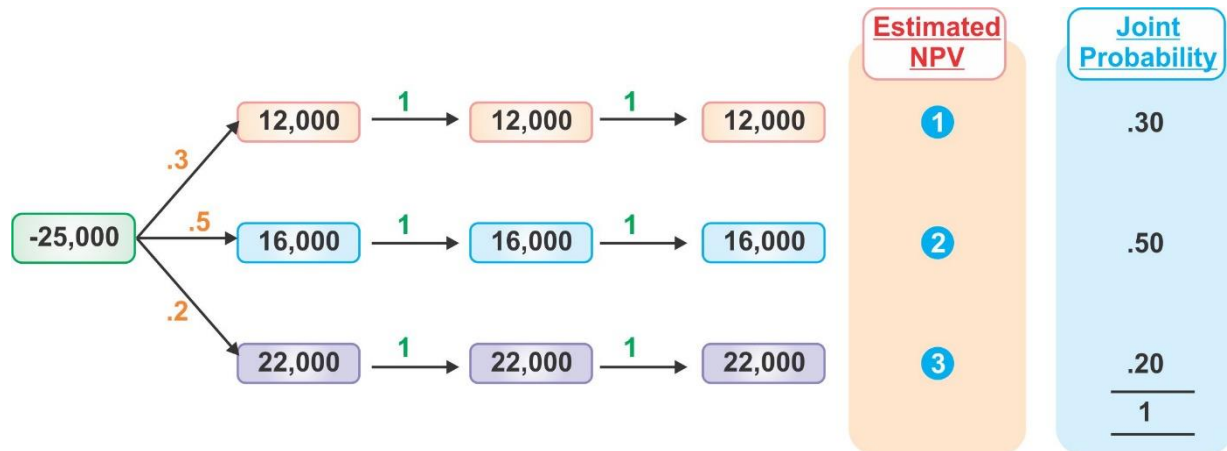 Estimated
NPV
Joint
Probability
1 1
12,000 12,000 12,000 1 .30
.3
-25,000 .5 16,000 1 16,000 1 16,000 2 .50
.2
22,000 1 22,000 1 22,000 3 .20
1